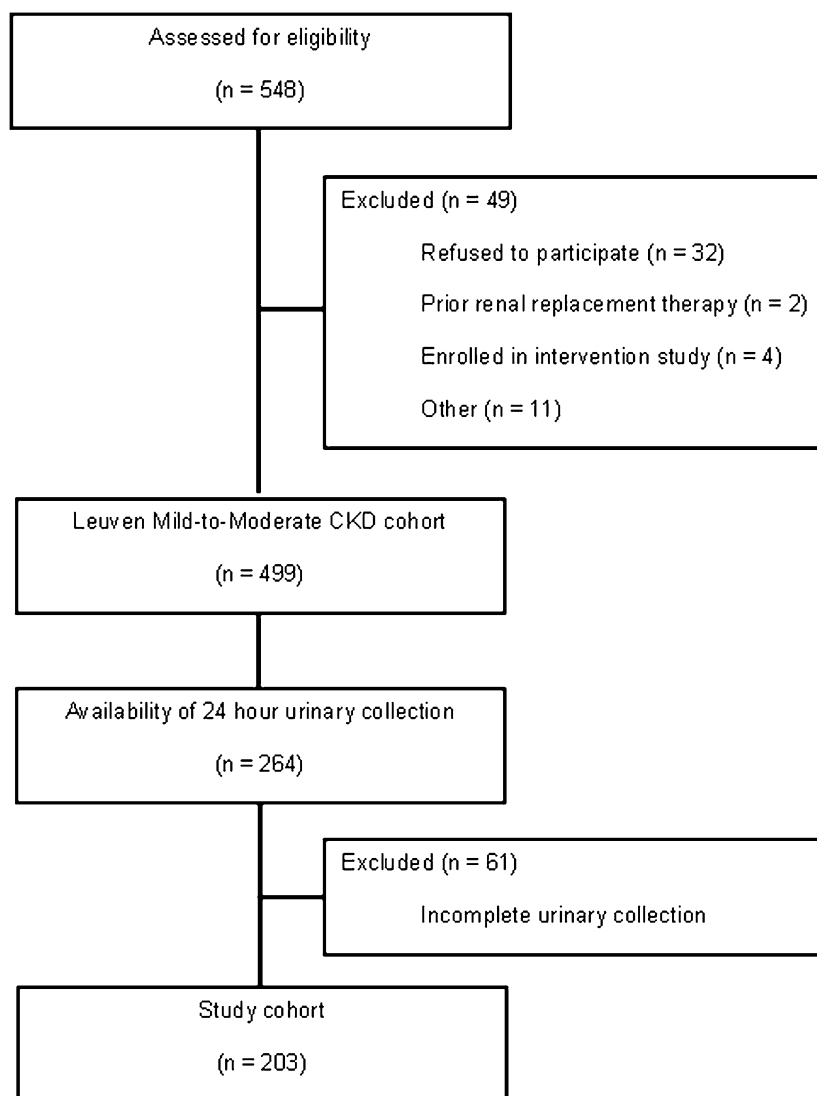 Assessed for eligibility
(n = 548)
Excluded (n = 49)
Refused to participate (n = 32)
Prior renal replacement therapy (n = 2)
Enrolled in intervention study (n = 4)
Other (n = 11)
Leuven Mild-to-Moderate CKD cohort
(n = 499)
Availability of 24 hour urinary collection
(n = 264)
Excluded (n = 61)
Incomplete urinary collection
Study cohort
(n = 203)